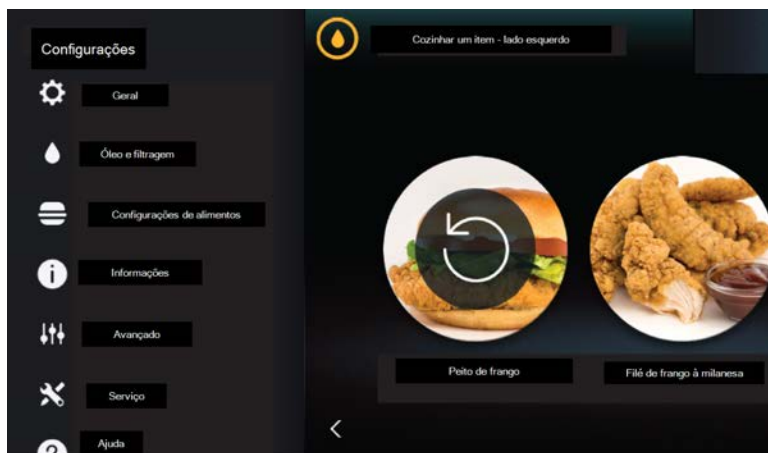 Configurações
Geral
Óleo e filtragem
Configurações de alimentos
Informações
Avançado
Serviço
Ajuda
Cozinhar um item - lado esquerdo
Peito de frango
Filé de frango à milanesa